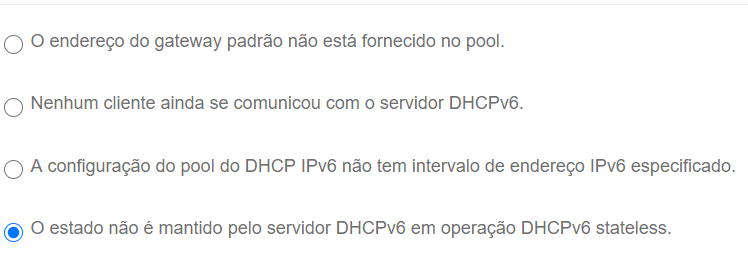 O endereço do gateway padrão não está fornecido no pool.
Nenhum cliente ainda se comunicou com o servidor DHCPv6.
A configuração do pool do DHCP IPv6 não tem intervalo de endereço IPv6 especificado.
O estado não é mantido pelo servidor DHCPv6 em operação DHCPv6 stateless.